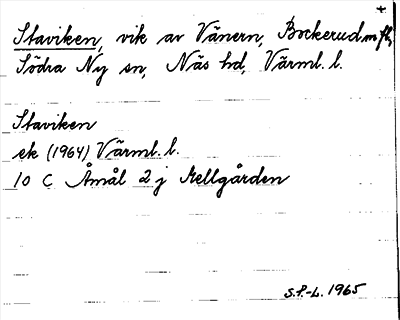 Staviken, vik av Vänern, Bockerud m fl,
Södra Ny sn, Näs hd, Värml. l.
Staviken
ek (1964) Värml. l.
10 C Åmål 2 j Mellgården
S.F.-L. 1965